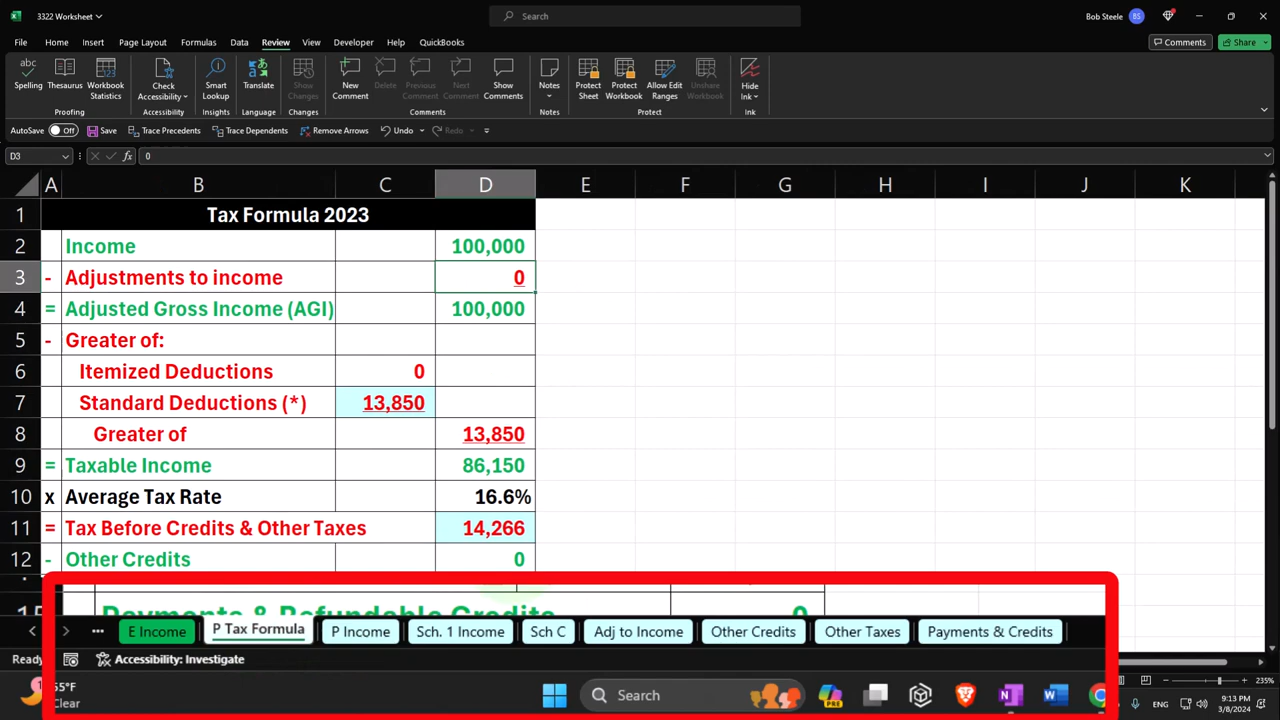 3322 Worksheet
Search
Bob Steele BS
File Home Insert Page Layout Formulas Data Review View Developer Help QuickBooks
Comments Share
Spelling Thesaurus Workbook Statistics Check Accessibility Smart Lookup Translate Show Changes New Comment Delete Previous Comment Next Comment Show Comments Notes Protect Sheet Protect Workbook Allow Edit Ranges Unshare Workbook Hide Ink
Proofing Accessibility Insights Language Changes Comments Notes Protect Ink
AutoSave Off Save Trace Precedents Trace Dependents Remove Arrows Undo Redo
D3 fx 0
A B C D E F G H I J K
1 Tax Formula 2023
2 Income 100,000
3 - Adjustments to income 0
4 = Adjusted Gross Income (AGI) 100,000
5 - Greater of:
6 Itemized Deductions 0
7 Standard Deductions (*) 13,850
8 Greater of 13,850
9 = Taxable Income 86,150
10 x Average Tax Rate 16.6%
11 = Tax Before Credits & Other Taxes 14,266
12 - Other Credits 0
Payments & Refundable Credits 0
E Income P Tax Formula P Income Sch. 1 Income Sch C Adj to Income Other Credits Other Taxes Payments & Credits
Ready Accessibility: Investigate
235%
55°F
Clear
Search
PRE
ENG
9:13 PM
3/8/2024